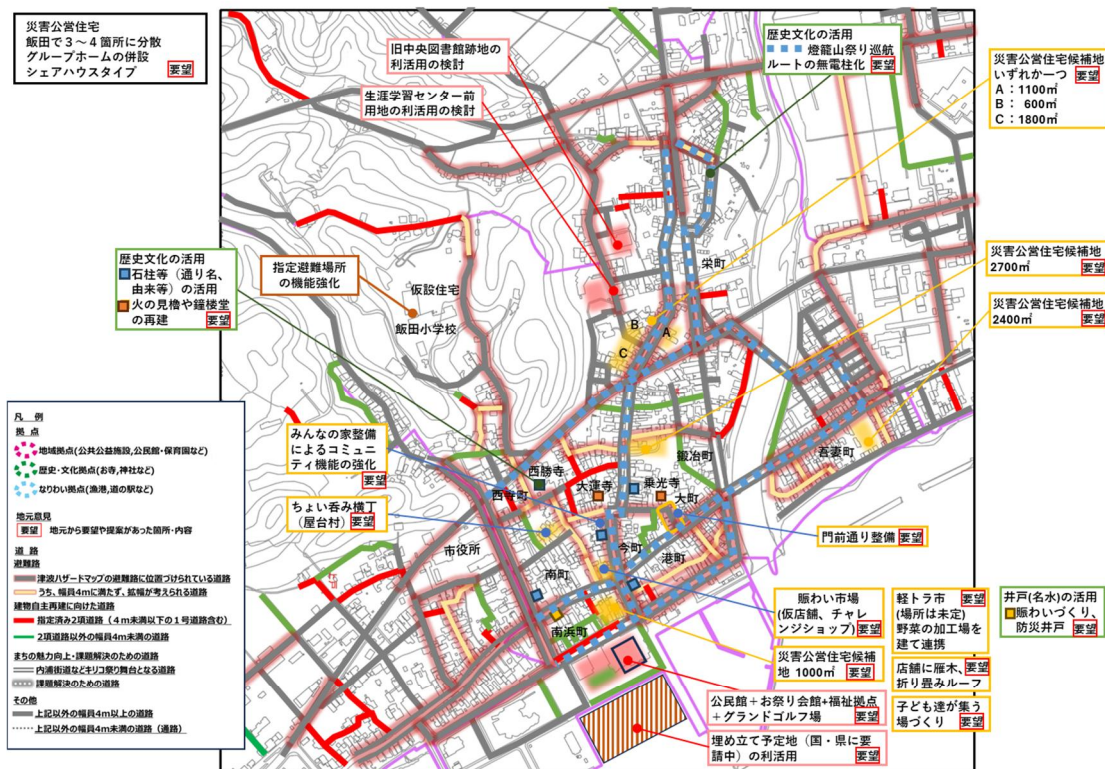 災害公営住宅
飯田で３～４箇所に分散
グループホームの併設
シェアハウスタイプ 要望
旧中央図書館跡地の
利活用の検討
生涯学習センター前
用地の利活用の検討
歴史文化の活用
燈籠山祭り巡航
ルートの無電柱化 要望
災害公営住宅候補地
いずれか一つ 要望
A：1100㎡
B： 600㎡
C：1800㎡
歴史文化の活用
石柱等（通り名、
由来等）の活用
火の見櫓や鐘楼堂
の再建 要望
指定避難場所
の機能強化
仮設住宅
飯田小学校
栄町
B
A
C
災害公営住宅候補地
2700㎡ 要望
災害公営住宅候補地
2400㎡ 要望
みんなの家整備
によるコミュニ
ティ機能の強化
要望
ちょい呑み横丁
（屋台村） 要望
西勝寺
西寺町
大運寺
乗光寺
鍛冶町
吾妻町
大町
市役所
今町
港町
南町
南浜町
門前通り整備 要望
賑わい市場
(仮店舗、チャレ
ンジショップ) 要望
災害公営住宅候補
地 1000㎡ 要望
軽トラ市 要望
(場所は未定)
野菜の加工場を
建て連携
店舗に雁木、要望
折り畳みルーフ
子ども達が集う
場づくり 要望
井戸(名水)の活用
賑わいづくり、
防災井戸 要望
公民館＋お祭り会館+福祉拠点
＋グランドゴルフ場 要望
埋め立て予定地（国・県に要
請中）の利活用 要望
凡 例
拠 点
地域拠点(公共公益施設,公民館・保育園など)
歴史・文化拠点(お寺,神社など)
なりわい拠点(漁港,道の駅など)
地元意見
要望 地元から要望や提案があった箇所・内容
道 路
避難路
津波ハザードマップの避難路に位置づけられている道路
うち、幅員4mに満たず、拡幅が考えられる道路
建物自主再建に向けた道路
指定済み2項道路（４ｍ未満以下の１号道路含む）
2項道路以外の幅員4m未満の道路
まちの魅力向上・課題解決のための道路
内浦街道などキリコ祭り舞台となる道路
課題解決のための道路
その他
上記以外の幅員4m以上の道路
上記以外の幅員4m未満の道路（通路）